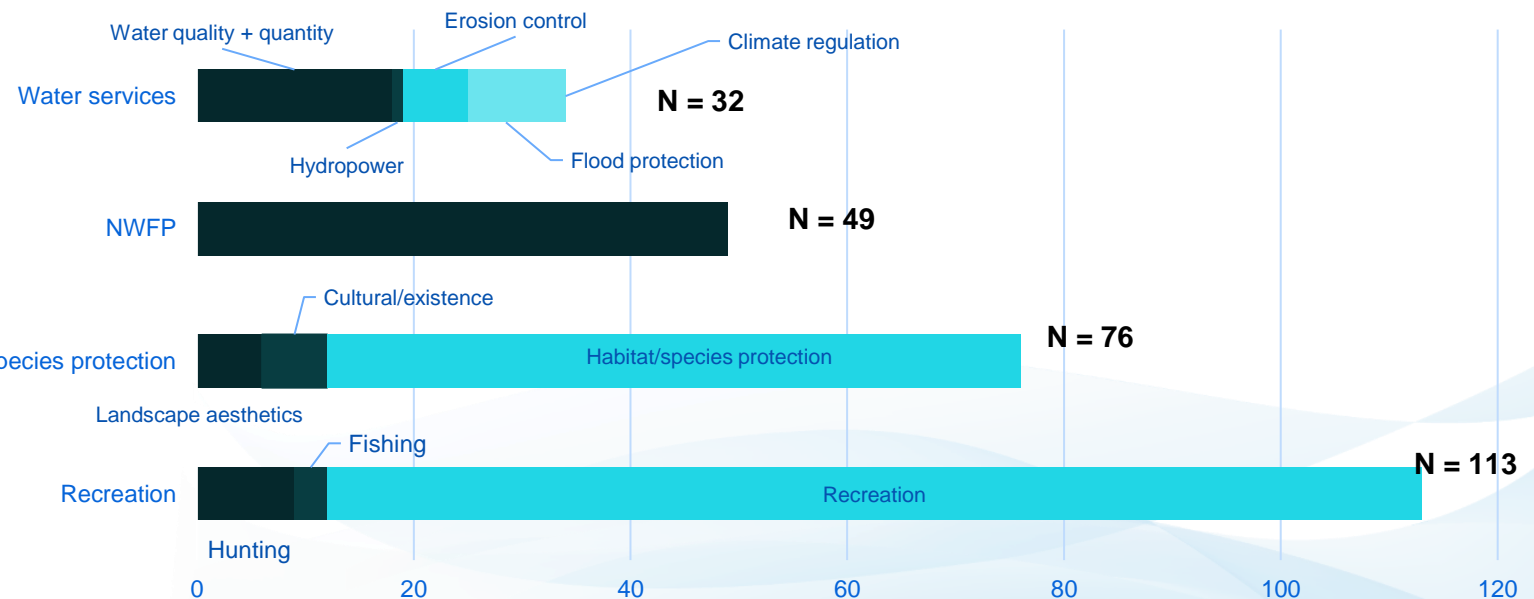 Erosion control
Water quality + quantity
Climate regulation
Water services
N = 32
Hydropower
Flood protection
NWFP
N = 49
Cultural/existence
N = 76
protection
Habitat/species protection
Landscape aesthetics
Fishing
N = 113
Recreation
Recreation
Hunting
0 20 40 60 80 100 120